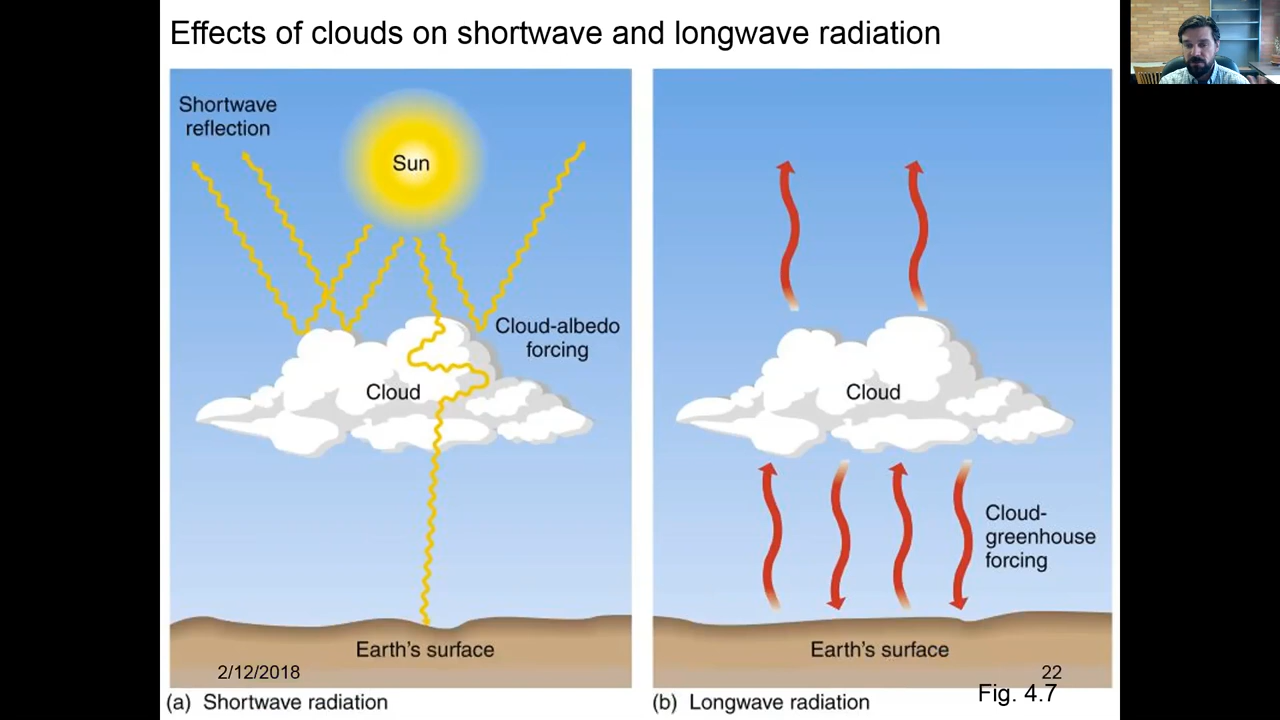 Effects of clouds on shortwave and longwave radiation
Shortwave
reflection
Sun
Cloud-albedo
forcing
Cloud
Earth's surface
2/12/2018
(a) Shortwave radiation
Cloud
Cloud-
greenhouse
forcing
Earth's surface
22
(b) Longwave radiation
Fig. 4.7